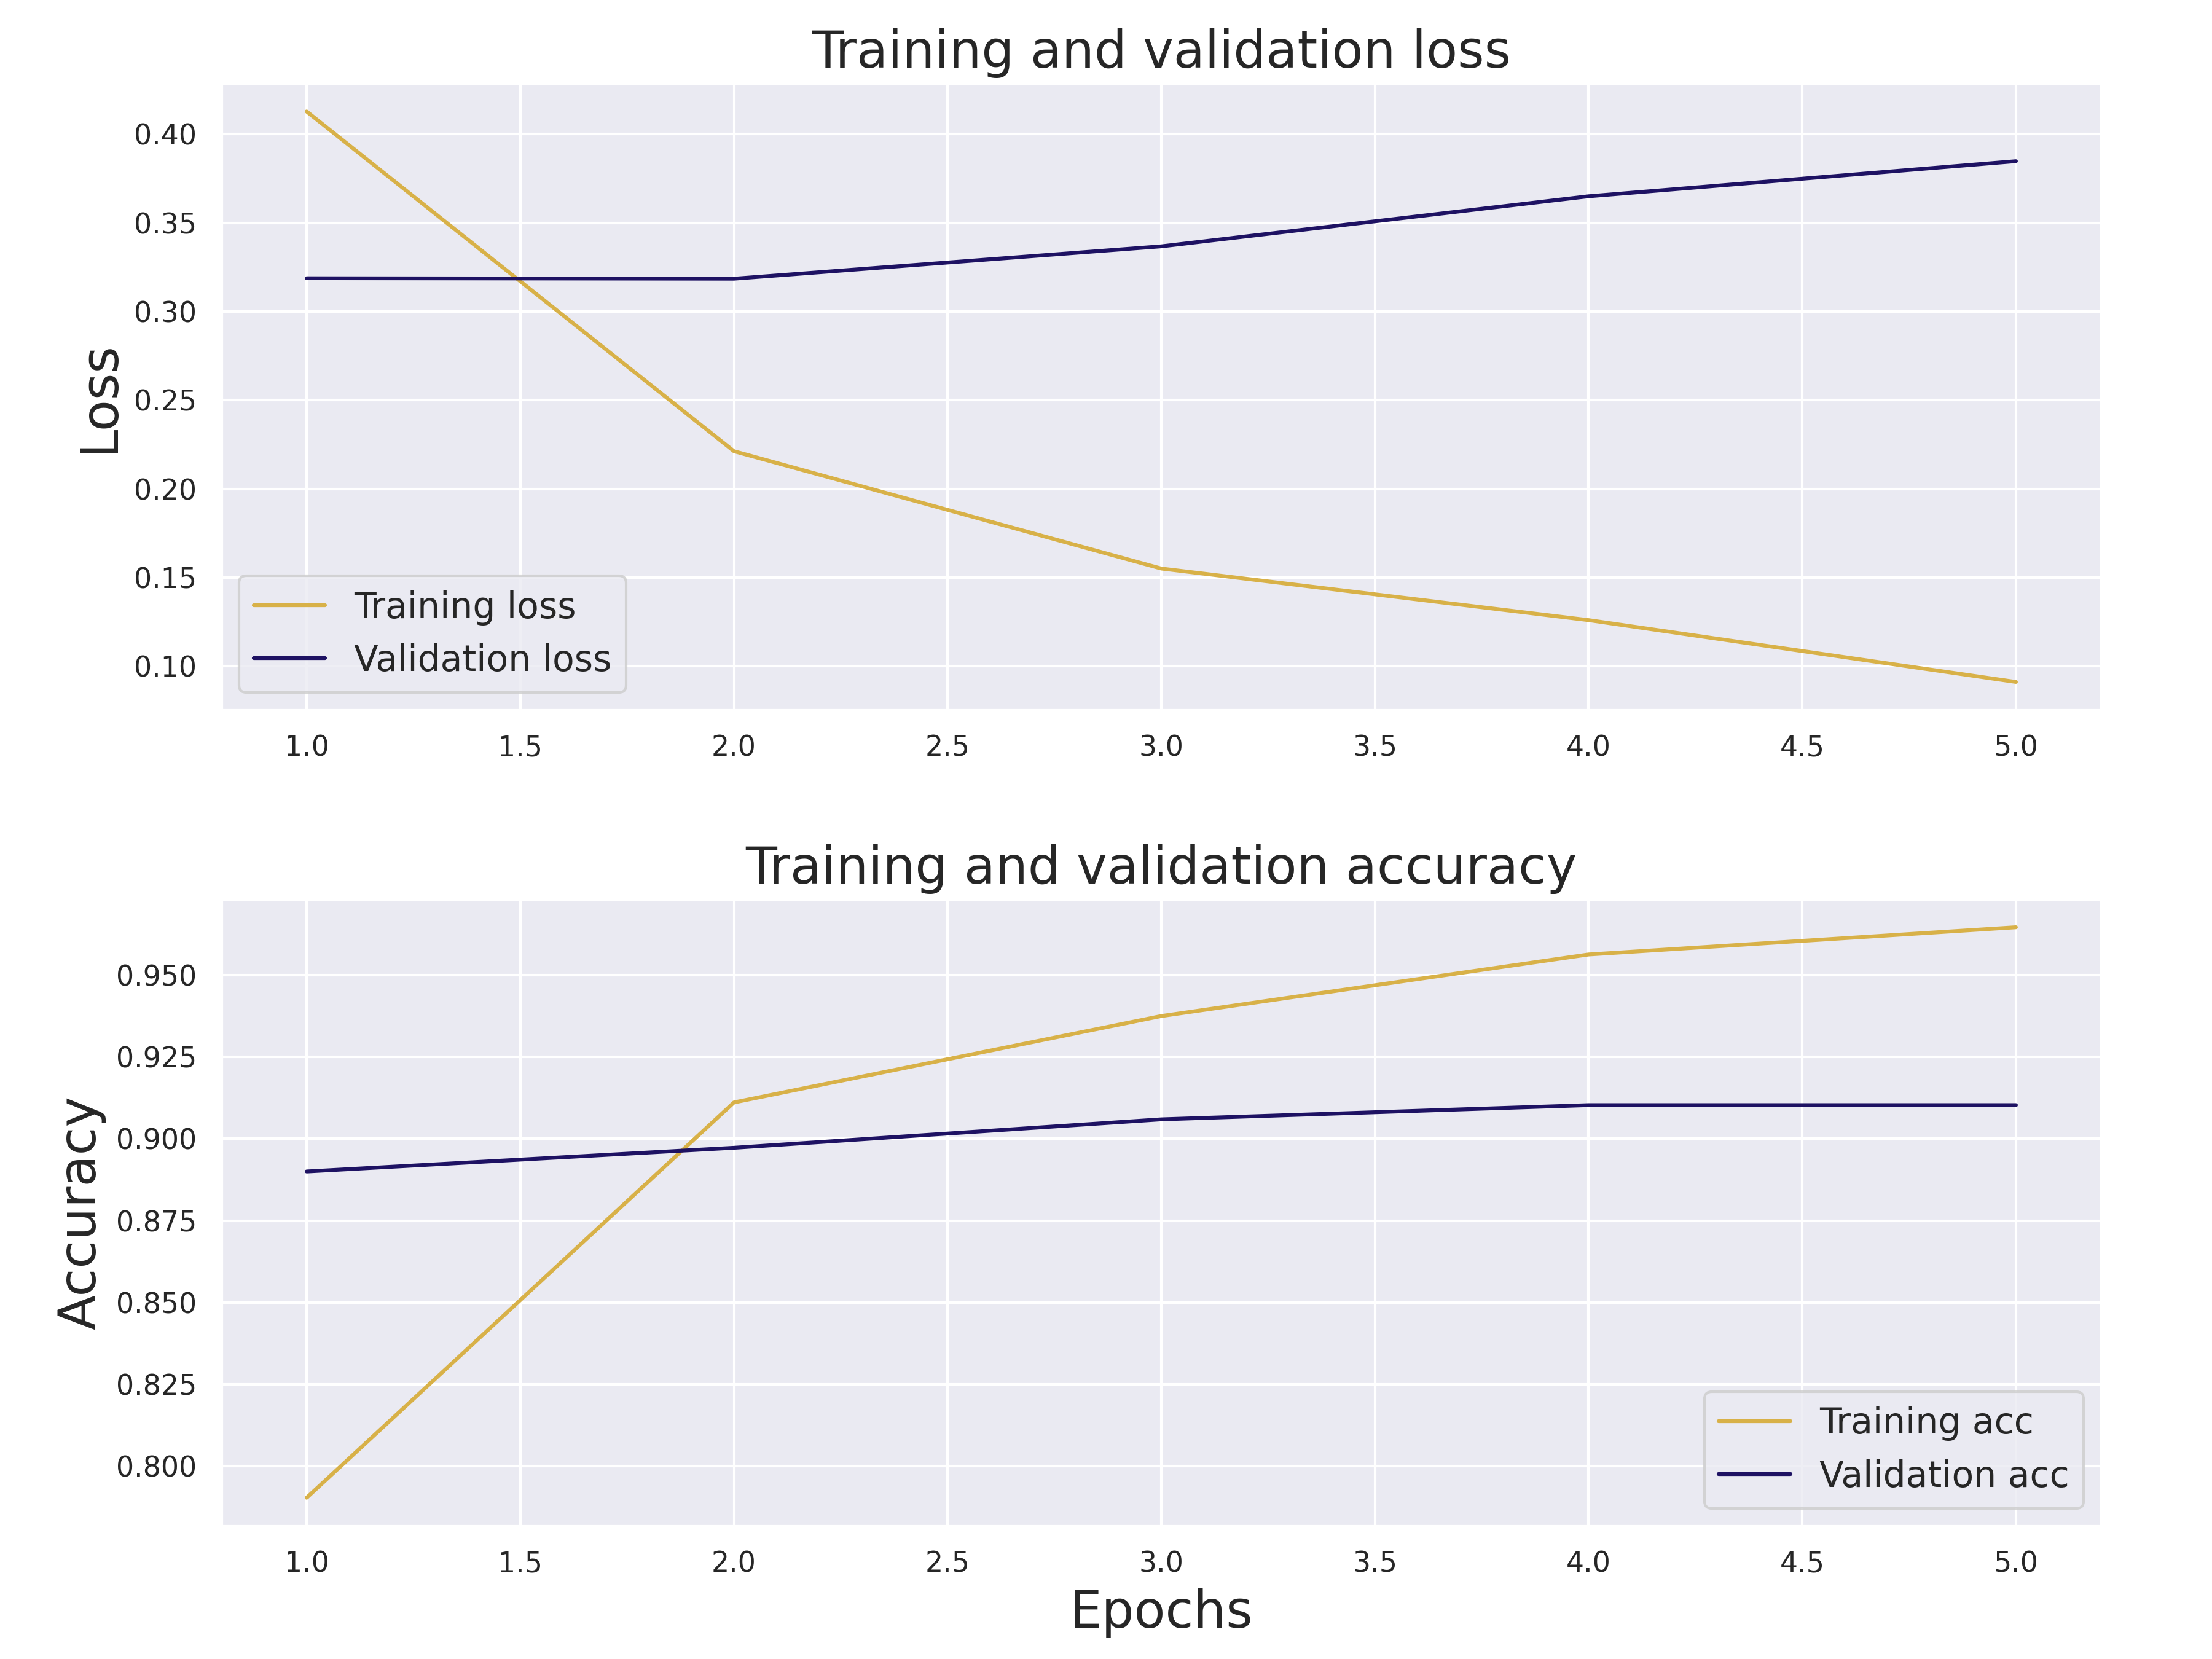 Training and validation loss
Loss
0.40
0.35
0.30
0.25
0.20
0.15
0.10
Training loss
Validation loss
1.0 1.5 2.0 2.5 3.0 3.5 4.0 4.5 5.0
Training and validation accuracy
Accuracy
0.950
0.925
0.900
0.875
0.850
0.825
0.800
Training acc
Validation acc
1.0 1.5 2.0 2.5 3.0 3.5 4.0 4.5 5.0
Epochs